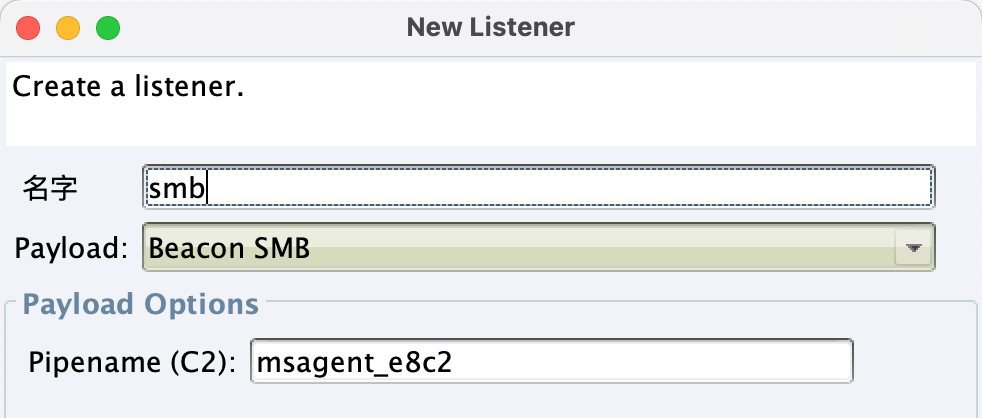 New Listener
Create a listener.
名字 smb
Payload: Beacon SMB
Payload Options
Pipename (C2): msagent_e8c2